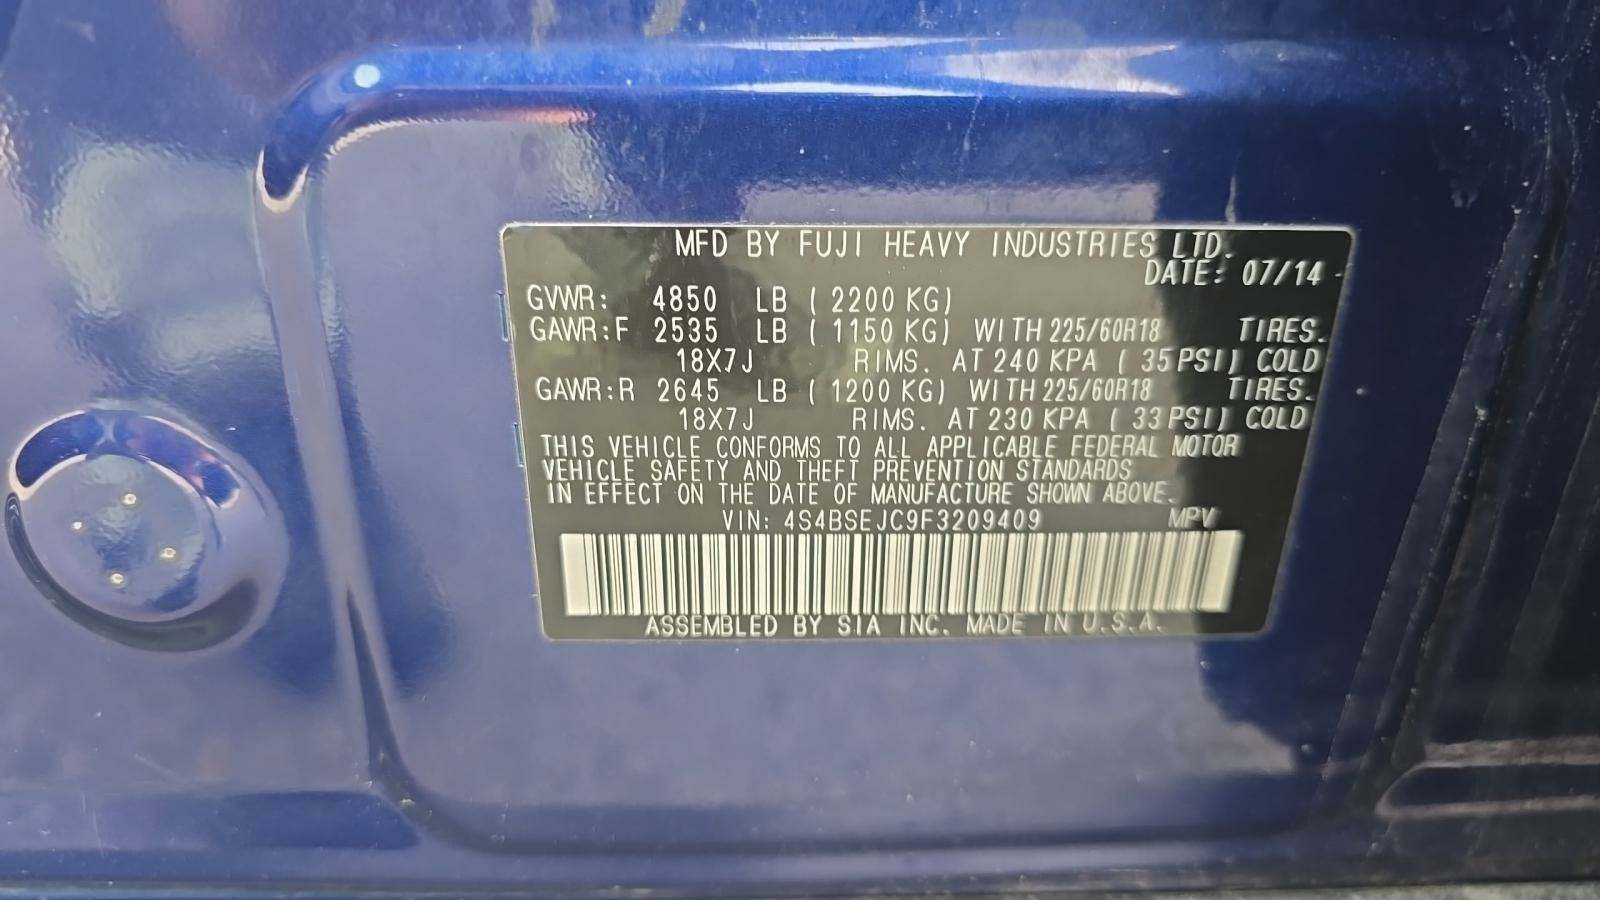 MFD BY FUJI HEAVY INDUSTRIES LTD.
DATE: 07/14
GVWR: 4850 LB ( 2200 KG)
GAWR:F 2535 LB ( 1150 KG) WITH 225/60R18 TIRES.
18X7J RIMS. AT 240 KPA ( 35 PSI) COLD
GAWR:R 2645 LB ( 1200 KG) WITH 225/60R18 TIRES.
18X7J RIMS. AT 230 KPA ( 33 PSI) COLD
THIS VEHICLE CONFORMS TO ALL APPLICABLE FEDERAL MOTOR
VEHICLE SAFETY AND THEFT PREVENTION STANDARDS
IN EFFECT ON THE DATE OF MANUFACTURE SHOWN ABOVE.
VIN: 4S4BSEJC9F3209409 MPV
ASSEMBLED BY SIA INC. MADE IN U.S.A.